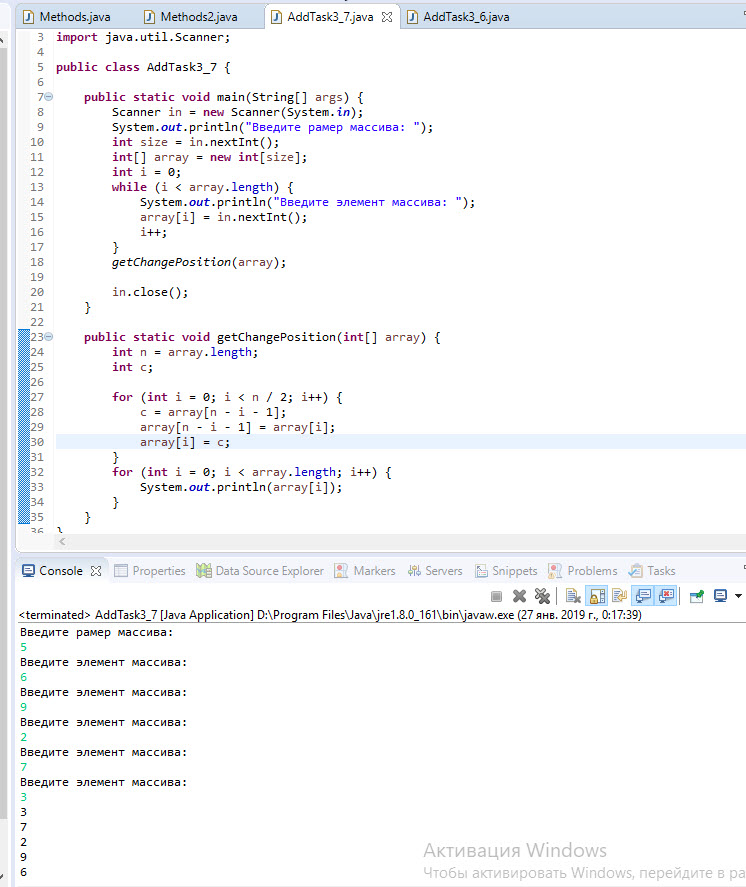 Methods.java Methods2.java AddTask3_7.java AddTask3_6.java
3 import java.util.Scanner;
4
5 public class AddTask3_7 {
6
7 public static void main(String[] args) {
8 Scanner in = new Scanner(System.in);
9 System.out.println("Введите рамер массива: ");
10 int size = in.nextInt();
11 int[] array = new int[size];
12 int i = 0;
13 while (i < array.length) {
14 System.out.println("Введите элемент массива: ");
15 array[i] = in.nextInt();
16 i++;
17 }
18 getChangePosition(array);
19
20 in.close();
21 }
22
23 public static void getChangePosition(int[] array) {
24 int n = array.length;
25 int c;
26
27 for (int i = 0; i < n / 2; i++) {
28 c = array[n - i - 1];
29 array[n - i - 1] = array[i];
30 array[i] = c;
31 }
32 for (int i = 0; i < array.length; i++) {
33 System.out.println(array[i]);
34 }
35 }
36 }
Console Properties Data Source Explorer Markers Servers Snippets Problems Tasks
<terminated> AddTask3_7 [Java Application] D:\Program Files\Java\jre1.8.0_161\bin\javaw.exe (27 янв. 2019 г., 0:17:39)
Введите рамер массива:
5
Введите элемент массива:
6
Введите элемент массива:
9
Введите элемент массива:
2
Введите элемент массива:
7
Введите элемент массива:
3
3
7
2
9
6
Активация Windows
Чтобы активировать Windows, перейдите в ра